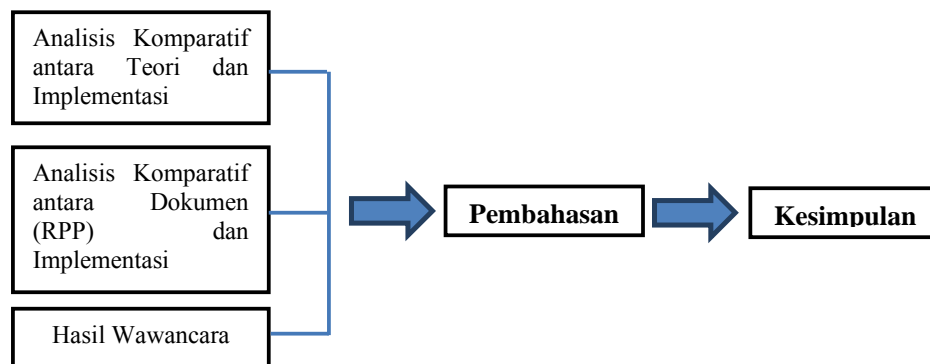 Analisis Komparatif
antara Teori dan
Implementasi
Analisis Komparatif
antara Dokumen
(RPP) dan
Implementasi
Hasil Wawancara
Pembahasan
Kesimpulan